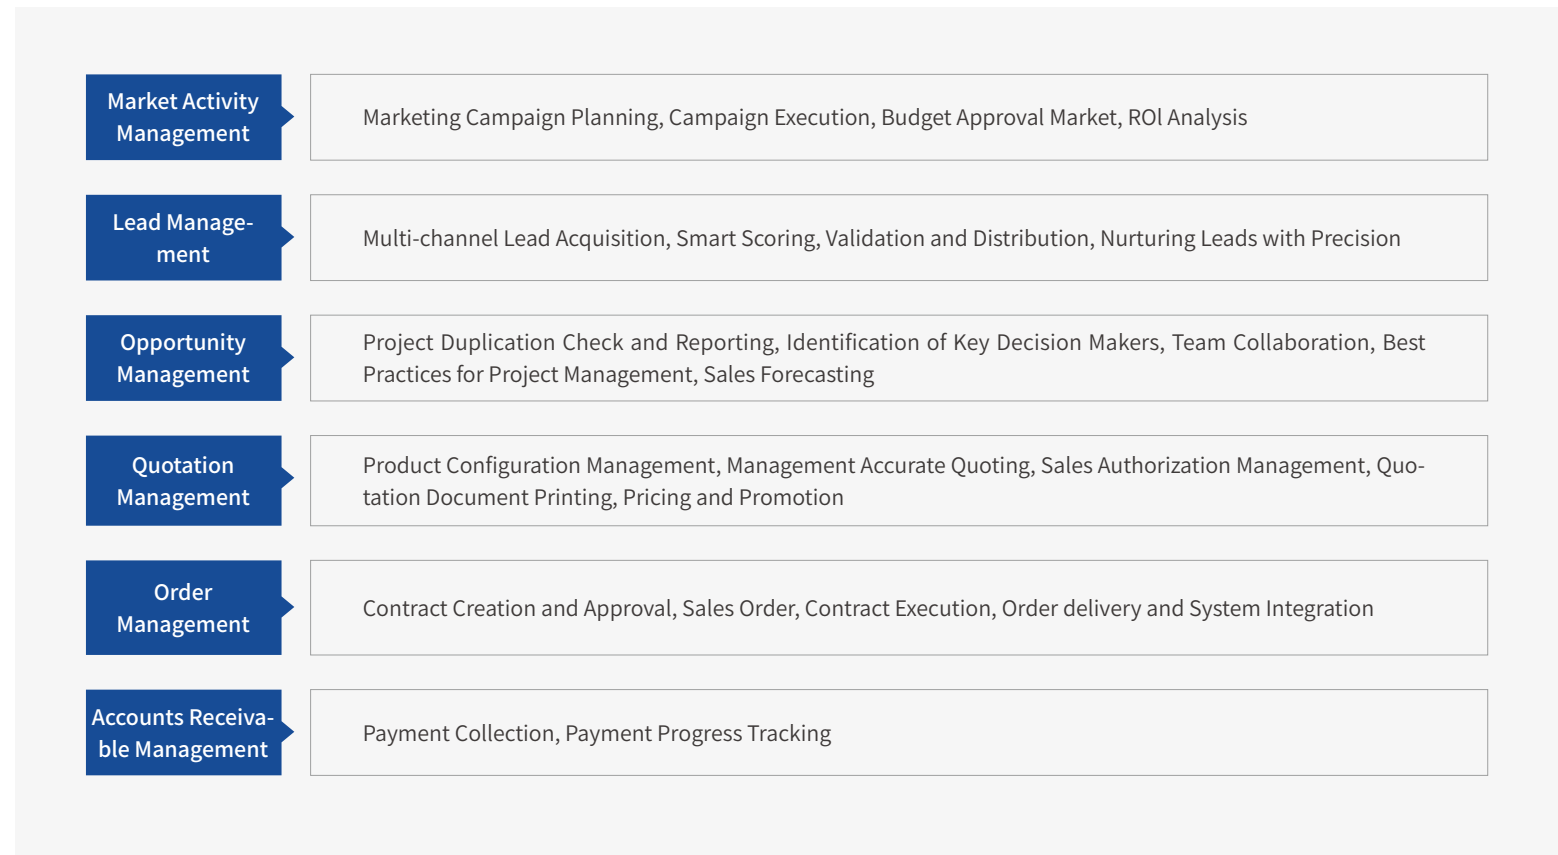 Market Activity
Management
Marketing Campaign Planning, Campaign Execution, Budget Approval Market, ROl Analysis
Lead Manage-
ment
Multi-channel Lead Acquisition, Smart Scoring, Validation and Distribution, Nurturing Leads with Precision
Opportunity
Management
Project Duplication Check and Reporting, Identification of Key Decision Makers, Team Collaboration, Best
Practices for Project Management, Sales Forecasting
Quotation
Management
Product Configuration Management, Management Accurate Quoting, Sales Authorization Management, Quo-
tation Document Printing, Pricing and Promotion
Order
Management
Contract Creation and Approval, Sales Order, Contract Execution, Order delivery and System Integration
Accounts Receiva-
ble Management
Payment Collection, Payment Progress Tracking